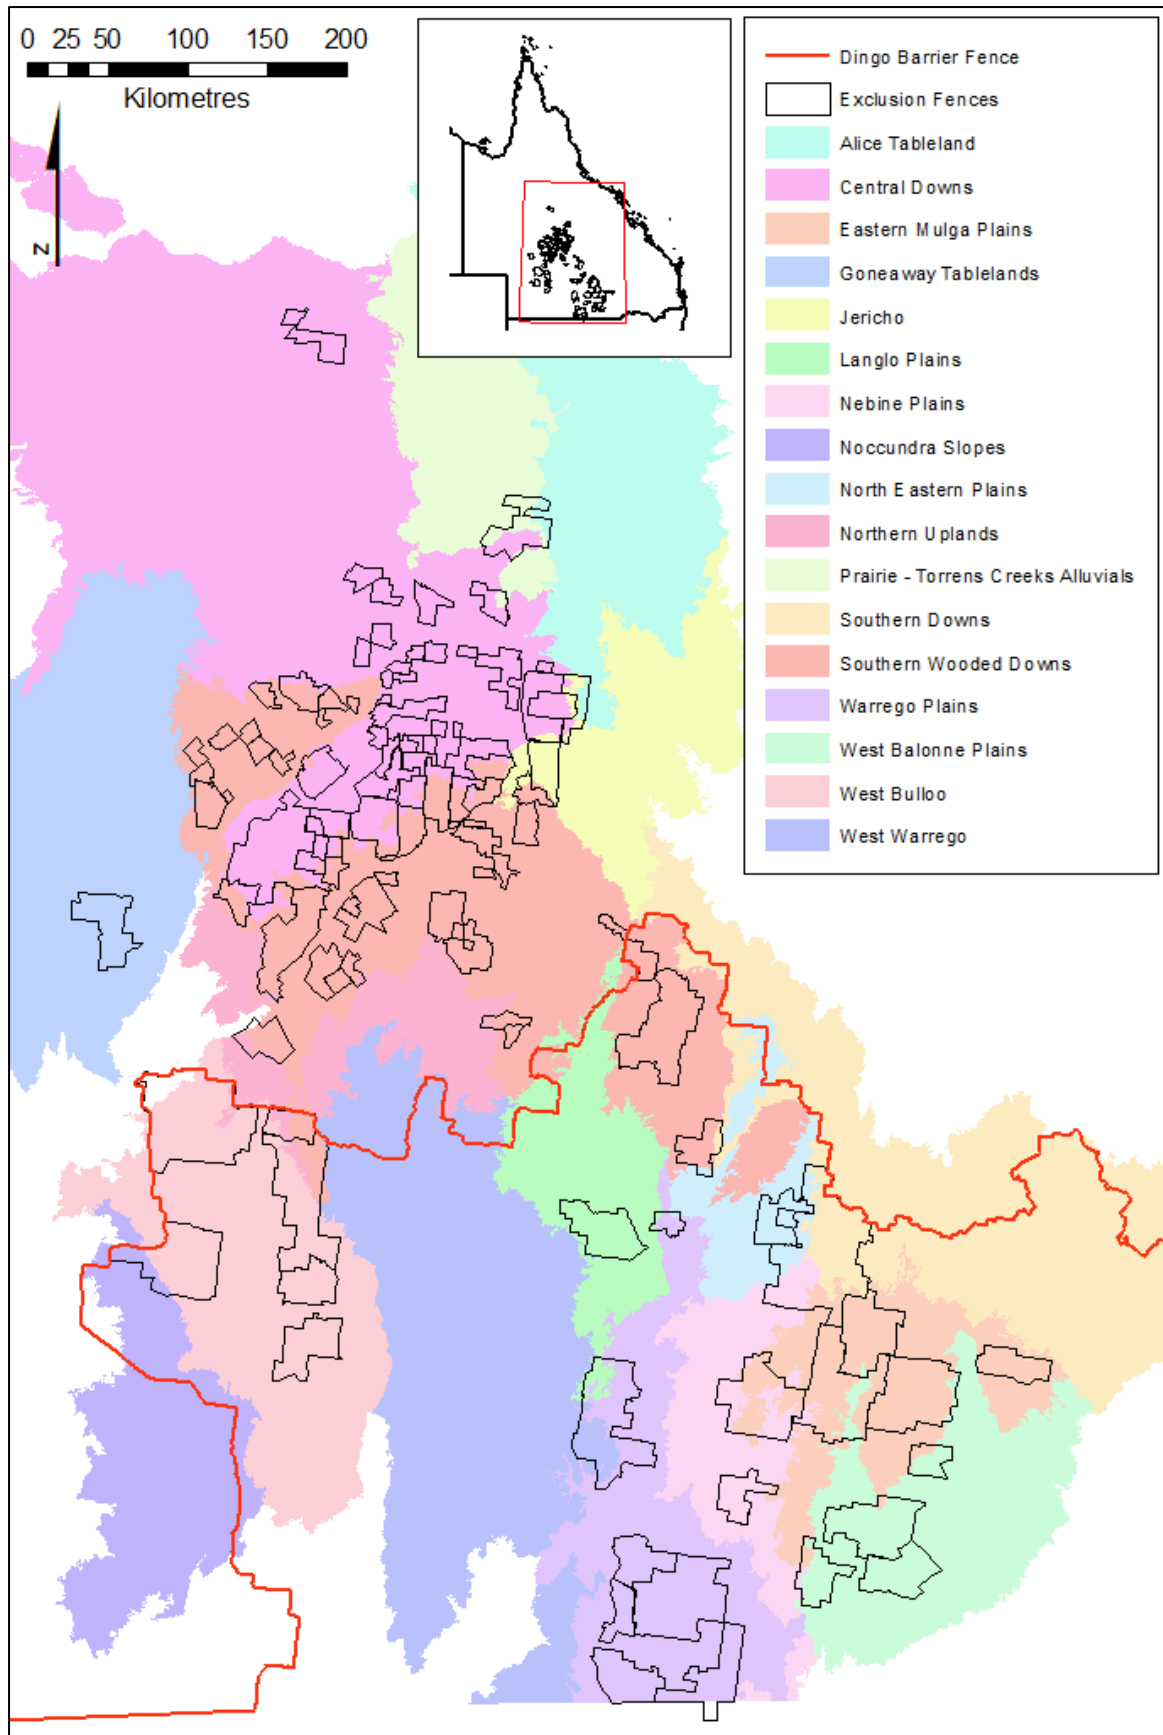 0 25 50 100 150 200
Kilometres
N
Dingo Barrier Fence
Exclusion Fences
Alice Tableland
Central Downs
Eastern Mulga Plains
Goneaway Tablelands
Jericho
Langlo Plains
Nebine Plains
Noccundra Slopes
North Eastern Plains
Northern Uplands
Prairie - Torrens Creeks Alluvials
Southern Downs
Southern Wooded Downs
Warrego Plains
West Balonne Plains
West Bulloo
West Warrego